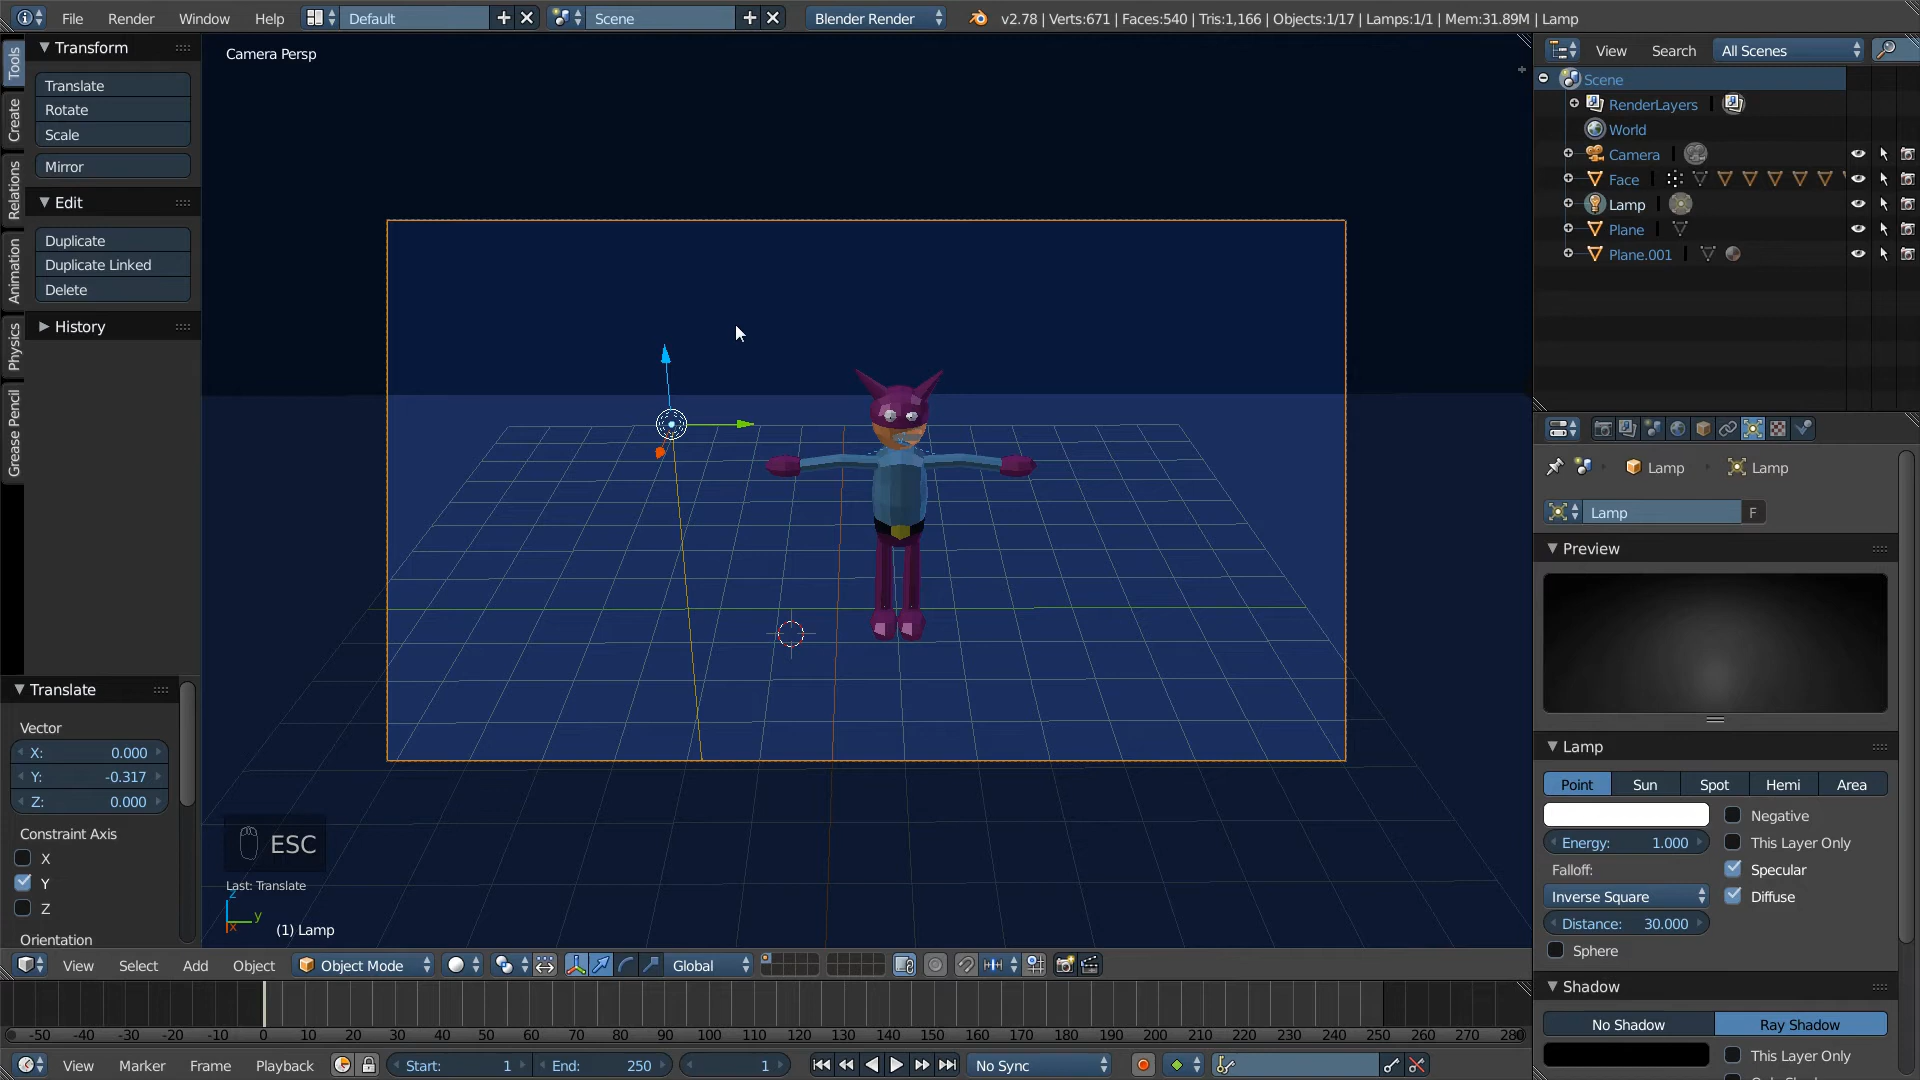 File Render Window Help Default Scene Blender Render v2.78 | Verts:671 | Faces:540 | Tris:1,166 | Objects:1/17 | Lamps:1/1 | Mem:31.89M | Lamp
Transform
Translate
Rotate
Scale
Mirror
Edit
Duplicate
Duplicate Linked
Delete
History
Tools
Create
Relations
Animation
Physics
Grease Pencil
Translate
Vector
X: 0.000
Y: -0.317
Z: 0.000
Constraint Axis
X
Y
Z
Orientation
Camera Persp
ESC
Last: Translate
z
y
x
(1) Lamp
View Search All Scenes
Scene
RenderLayers
World
Camera
Face
Lamp
Plane
Plane.001
Lamp Lamp
Lamp F
Preview
Lamp
Point Sun Spot Hemi Area
Negative
Energy: 1.000 This Layer Only
Falloff: Specular
Inverse Square Diffuse
Distance: 30.000
Sphere
Shadow
No Shadow Ray Shadow
This Layer Only
View Select Add Object Object Mode Global
-50 -40 -30 -20 -10 0 10 20 30 40 50 60 70 80 90 100 110 120 130 140 150 160 170 180 190 200 210 220 230 240 250 260 270 280
View Marker Frame Playback Start: 1 End: 250 1 No Sync